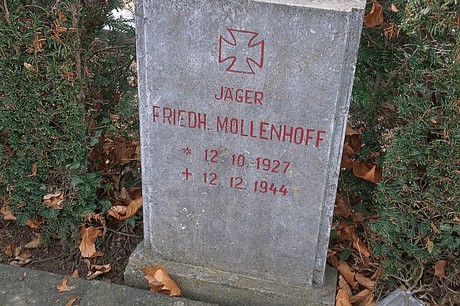 JÄGER
FRIEDH. MOLLENHOFF
* 12.10.1927
+ 12.12.1944